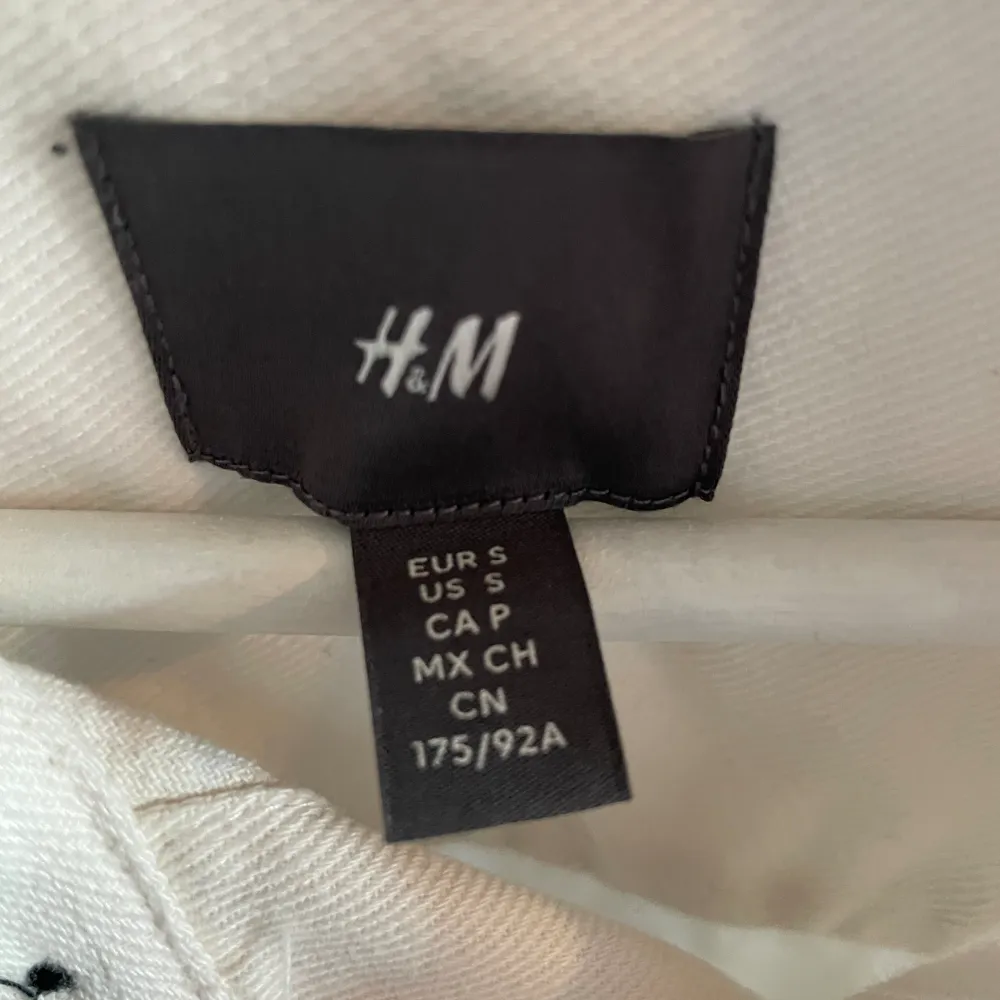 H&M
EUR S
US S
CA P
MX CH
CN
175/92A